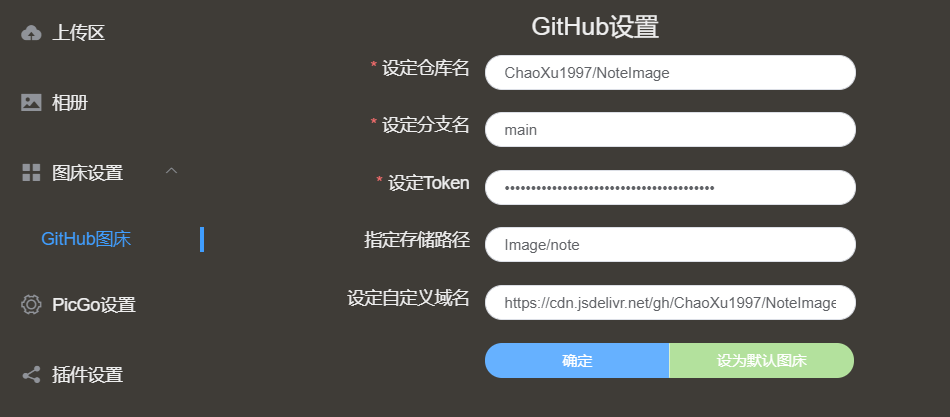 上传区
相册
图床设置
GitHub图床
PicGo设置
插件设置
GitHub设置
* 设定仓库名
ChaoXu1997/NoteImage
* 设定分支名
main
* 设定Token
••••••••••••••••••••••••••••••••••••••••
指定存储路径
Image/note
设定自定义域名
https://cdn.jsdelivr.net/gh/ChaoXu1997/NoteImage
确定
设为默认图床